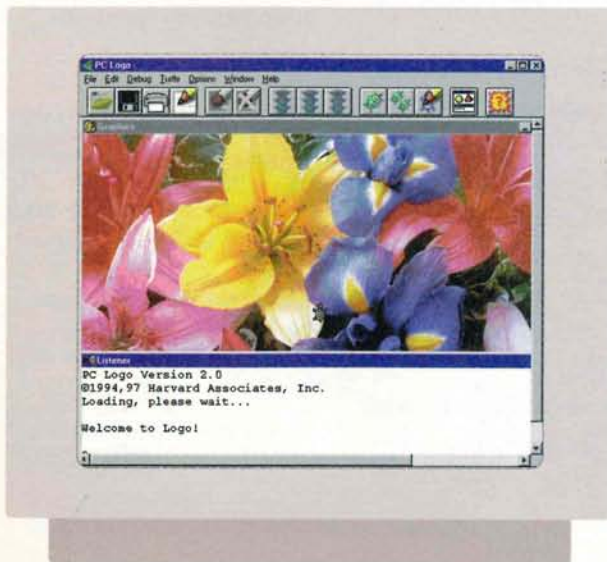 PC Logo
File Edit Debug Turtle Options Window Help
Graphics
Listener
PC Logo Version 2.0
©1994,97 Harvard Associates, Inc.
Loading, please wait...
Welcome to Logo!